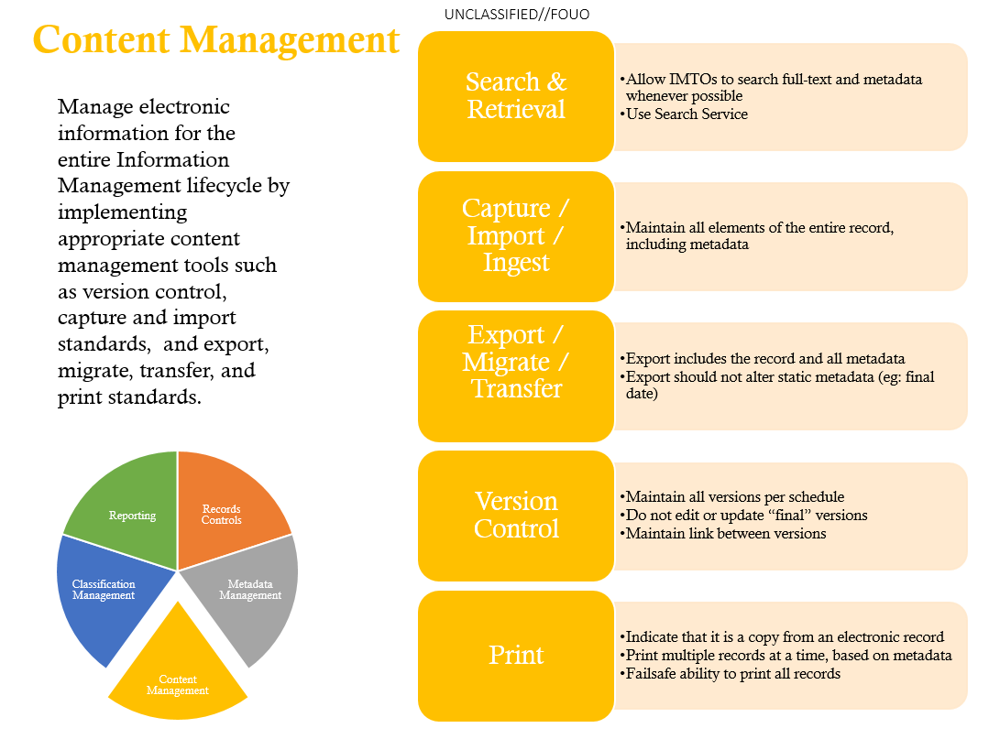 UNCLASSIFIED//FOUO
Content Management
Manage electronic
information for the
entire Information
Management lifecycle by
implementing
appropriate content
management tools such
as version control,
capture and import
standards,  and export,
migrate, transfer, and
print standards.
Reporting
Records
Controls
Classification
Management
Metadata
Management
Content
Management
Search &
Retrieval
•Allow IMTOs to search full-text and metadata
whenever possible
•Use Search Service
Capture /
Import /
Ingest
•Maintain all elements of the entire record,
including metadata
Export /
Migrate /
Transfer
•Export includes the record and all metadata
•Export should not alter static metadata (eg: final
date)
Version
Control
•Maintain all versions per schedule
•Do not edit or update “final” versions
•Maintain link between versions
Print
•Indicate that it is a copy from an electronic record
•Print multiple records at a time, based on metadata
•Failsafe ability to print all records